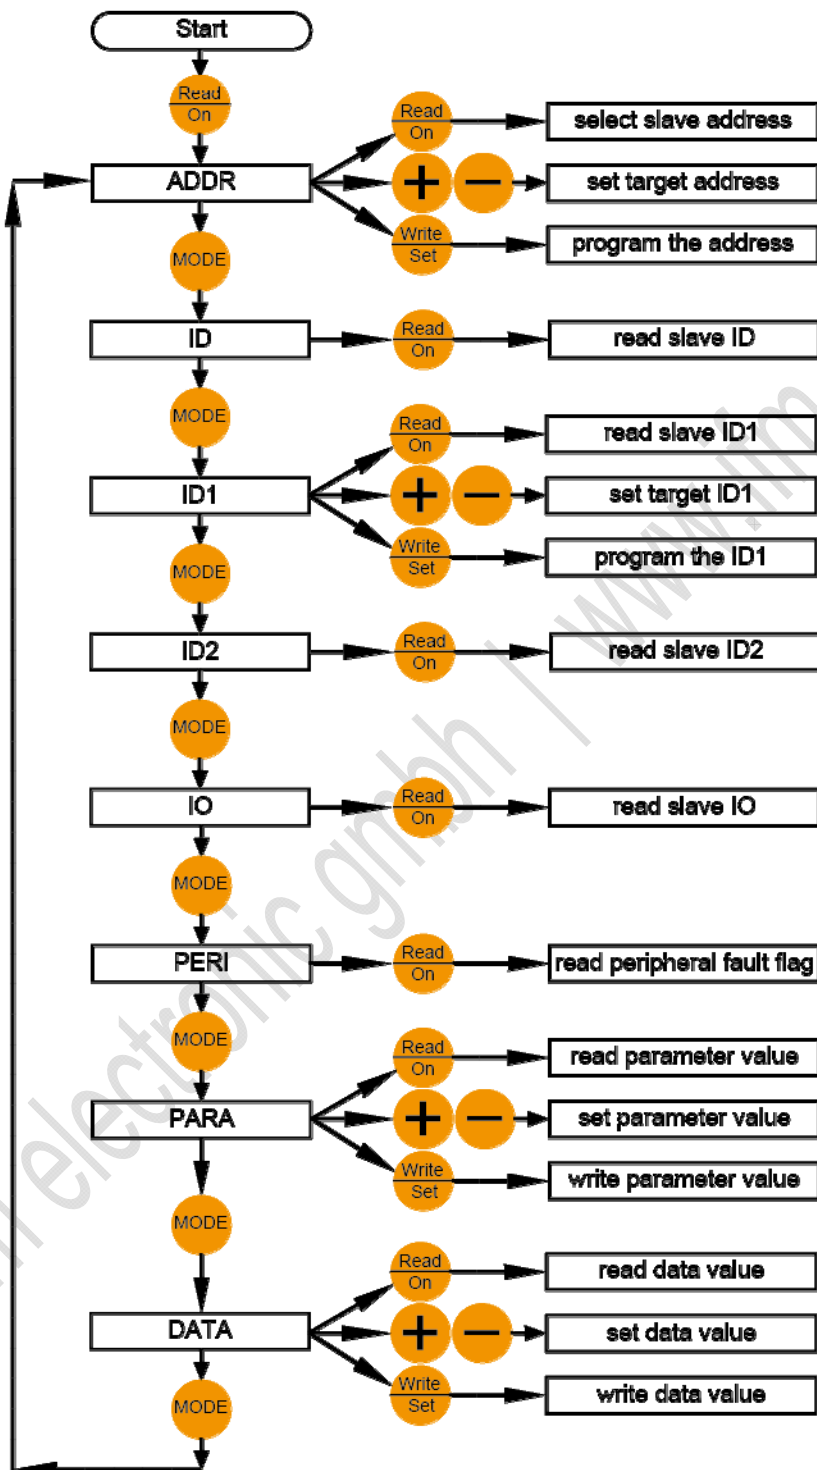 Start
Read
On
ADDR
Read
On
select slave address
+ −
set target address
Write
Set
program the address
MODE
ID
Read
On
read slave ID
MODE
ID1
Read
On
read slave ID1
+ −
set target ID1
Write
Set
program the ID1
MODE
ID2
Read
On
read slave ID2
MODE
IO
Read
On
read slave IO
MODE
PERI
Read
On
read peripheral fault flag
MODE
PARA
Read
On
read parameter value
+ −
set parameter value
Write
Set
write parameter value
MODE
DATA
Read
On
read data value
+ −
set data value
Write
Set
write data value
MODE
electronic gmbh | www.ifm